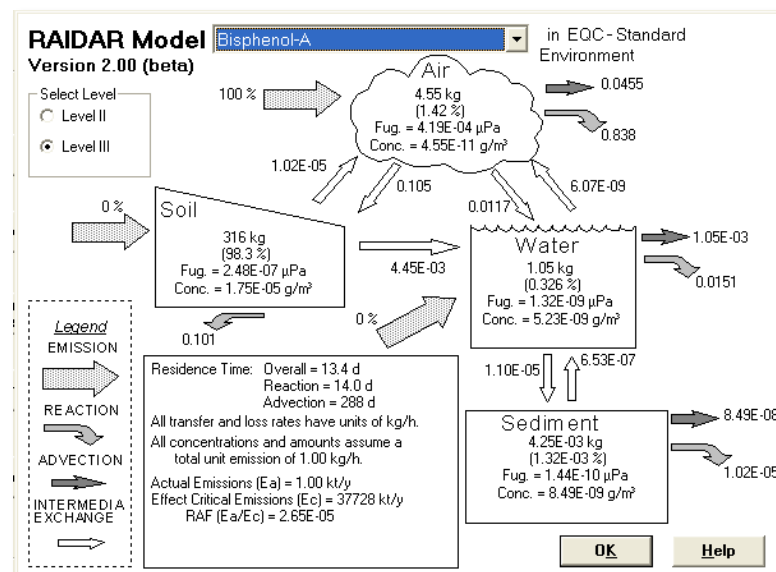 RAIDAR Model
Bisphenol-A
in EQC-Standard
Environment
Version 2.00 (beta)
Select Level
Level II
Level III
Air
4.55 kg
(1.42 %)
Fug. = 4.19E-04 µPa
Conc. = 4.55E-11 g/m³
100 %
0.0455
0.838
1.02E-05
0.105
0.0117
6.07E-09
0 %
Soil
316 kg
(98.3 %)
Fug. = 2.48E-07 µPa
Conc. = 1.75E-05 g/m³
4.45E-03
0.101
Water
1.05 kg
(0.326 %)
Fug. = 1.32E-09 µPa
Conc. = 5.23E-09 g/m³
1.05E-03
0.0151
0 %
Legend
EMISSION
REACTION
ADVECTION
INTERMEDIA
EXCHANGE
Residence Time: Overall = 13.4 d
Reaction = 14.0 d
Advection = 288 d
All transfer and loss rates have units of kg/h.
All concentrations and amounts assume a
total unit emission of 1.00 kg/h.
Actual Emissions (Ea) = 1.00 kt/y
Effect Critical Emissions (Ec) = 37728 kt/y
RAF (Ea/Ec) = 2.65E-05
1.10E-05
6.53E-07
Sediment
4.25E-03 kg
(1.32E-03 %)
Fug. = 1.44E-10 µPa
Conc. = 8.49E-09 g/m³
8.49E-08
1.02E-05
OK
Help